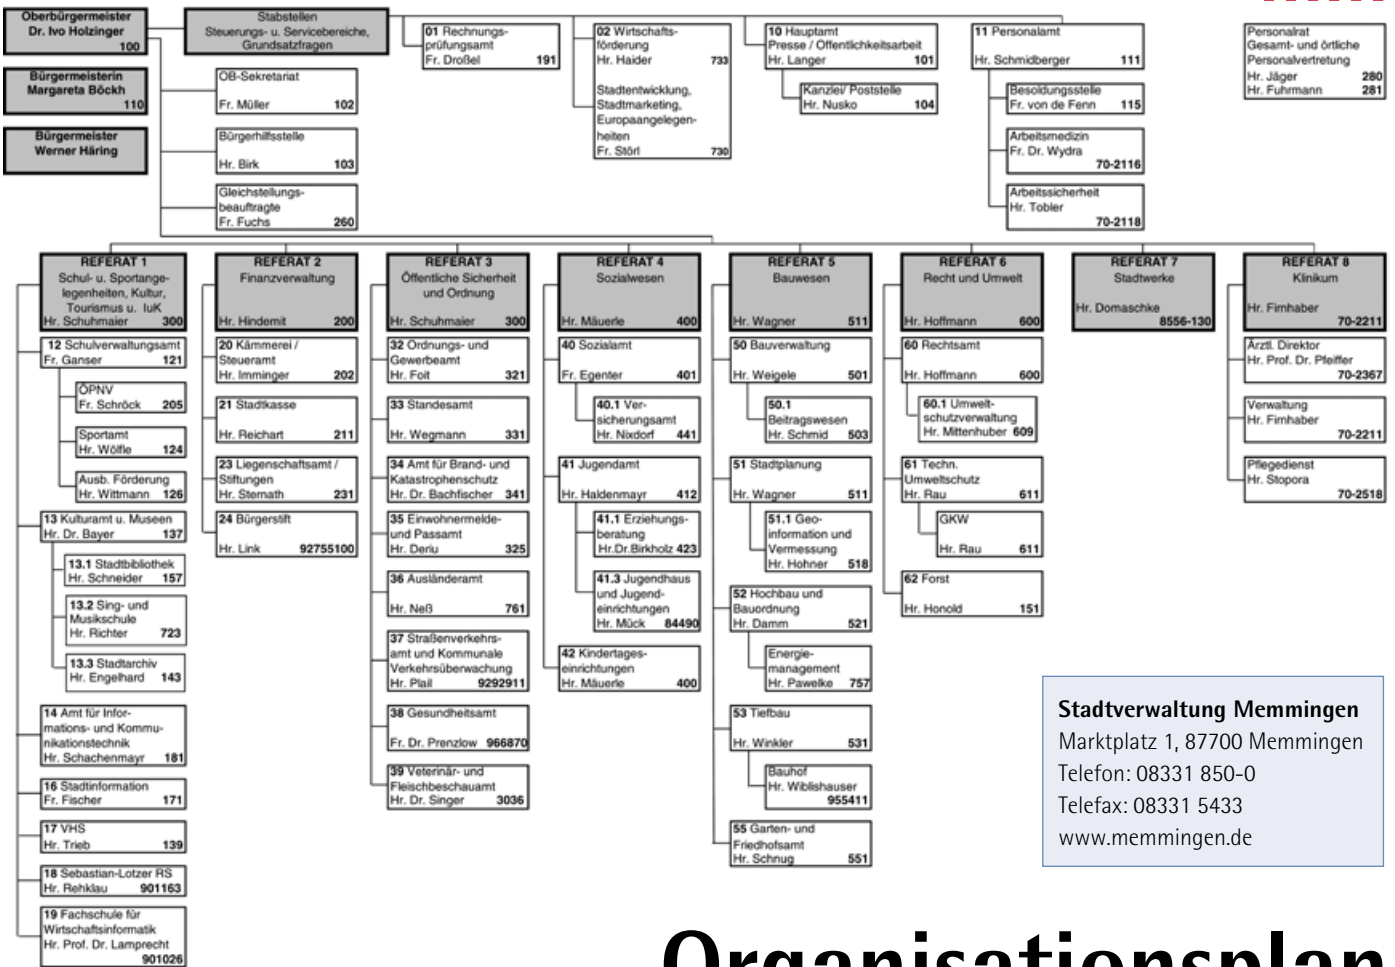 Oberbürgermeister
Dr. Ivo Holzinger
100
Bürgermeisterin
Margareta Böckh
110
Bürgermeister
Werner Häring
Stabstellen
Steuerungs- u. Servicebereiche,
Grundsatzfragen
OB-Sekretariat
Fr. Müller 102
Bürgerhilfsstelle
Hr. Birk 103
Gleichstellungs-
beauftragte
Fr. Fuchs 260
01 Rechnungs-
prüfungsamt
Fr. Droßel 191
02 Wirtschafts-
förderung
Hr. Haider 733
Stadtentwicklung,
Stadtmarketing,
Europaangelegen-
heiten
Fr. Störl 730
10 Hauptamt
Presse / Öffentlichkeitsarbeit
Hr. Langer 101
Kanzlei/ Poststelle
Hr. Nusko 104
11 Personalamt
Hr. Schmidberger 111
Besoldungsstelle
Fr. von de Fenn 115
Arbeitsmedizin
Fr. Dr. Wydra
70-2116
Arbeitssicherheit
Hr. Tobler
70-2118
Personalrat
Gesamt- und örtliche
Personalvertretung
Hr. Jäger 280
Hr. Fuhrmann 281
REFERAT 1
Schul- u. Sportange-
legenheiten, Kultur,
Tourismus u. IuK
Hr. Schuhmaier 300
12 Schulverwaltungsamt
Fr. Ganser 121
ÖPNV
Fr. Schröck 205
Sportamt
Hr. Wölfle 124
Ausb. Förderung
Hr. Wittmann 126
13 Kulturamt u. Museen
Hr. Dr. Bayer 137
13.1 Stadtbibliothek
Hr. Schneider 157
13.2 Sing- und
Musikschule
Hr. Richter 723
13.3 Stadtarchiv
Hr. Engelhard 143
14 Amt für Infor-
mations- und Kommu-
nikationstechnik
Hr. Schachenmayr 181
16 Stadtinformation
Fr. Fischer 171
17 VHS
Hr. Trieb 139
18 Sebastian-Lotzer RS
Hr. Rehklau 901163
19 Fachschule für
Wirtschaftsinformatik
Hr. Prof. Dr. Lamprecht
901026
REFERAT 2
Finanzverwaltung
Hr. Hindemit 200
20 Kämmerei /
Steueramt
Hr. Imminger 202
21 Stadtkasse
Hr. Reichart 211
23 Liegenschaftsamt /
Stiftungen
Hr. Sternath 231
24 Bürgerstift
Hr. Link 92755100
REFERAT 3
Öffentliche Sicherheit
und Ordnung
Hr. Schuhmaier 300
32 Ordnungs- und
Gewerbeamt
Hr. Foit 321
33 Standesamt
Hr. Wegmann 331
34 Amt für Brand- und
Katastrophenschutz
Hr. Dr. Bachfischer 341
35 Einwohnermelde-
und Passamt
Hr. Deriu 325
36 Ausländeramt
Hr. Neß 761
37 Straßenverkehrs-
amt und Kommunale
Verkehrsüberwachung
Hr. Plail 9292911
38 Gesundheitsamt
Fr. Dr. Prenzlow 966870
39 Veterinär- und
Fleischbeschauamt
Hr. Dr. Singer 3036
REFERAT 4
Sozialwesen
Hr. Mäuerle 400
40 Sozialamt
Fr. Egenter 401
40.1 Ver-
sicherungsamt
Hr. Nixdorf 441
41 Jugendamt
Hr. Haldenmayr 412
41.1 Erziehungs-
beratung
Hr.Dr.Birkholz 423
41.3 Jugendhaus
und Jugend-
einrichtungen
Hr. Mück 84490
42 Kindertages-
einrichtungen
Hr. Mäuerle 400
REFERAT 5
Bauwesen
Hr. Wagner 511
50 Bauverwaltung
Hr. Weigele 501
50.1
Beitragswesen
Hr. Schmid 503
51 Stadtplanung
Hr. Wagner 511
51.1 Geo-
information und
Vermessung
Hr. Hohner 518
52 Hochbau und
Bauordnung
Hr. Damm 521
Energie-
management
Hr. Pawelke 757
53 Tiefbau
Hr. Winkler 531
Bauhof
Hr. Wiblishauser
955411
55 Garten- und
Friedhofsamt
Hr. Schnug 551
REFERAT 6
Recht und Umwelt
Hr. Hoffmann 600
60 Rechtsamt
Hr. Hoffmann 600
60.1 Umwelt-
schutzverwaltung
Hr. Mittenhuber 609
61 Techn.
Umweltschutz
Hr. Rau 611
GKW
Hr. Rau 611
62 Forst
Hr. Honold 151
REFERAT 7
Stadtwerke
Hr. Domaschke
8556-130
REFERAT 8
Klinikum
Hr. Firnhaber
70-2211
Ärztl. Direktor
Hr. Prof. Dr. Pfeiffer
70-2367
Verwaltung
Hr. Firnhaber
70-2211
Pflegedienst
Hr. Stopora
70-2518
Stadtverwaltung Memmingen
Marktplatz 1, 87700 Memmingen
Telefon: 08331 850-0
Telefax: 08331 5433
www.memmingen.de
Organisationsplan